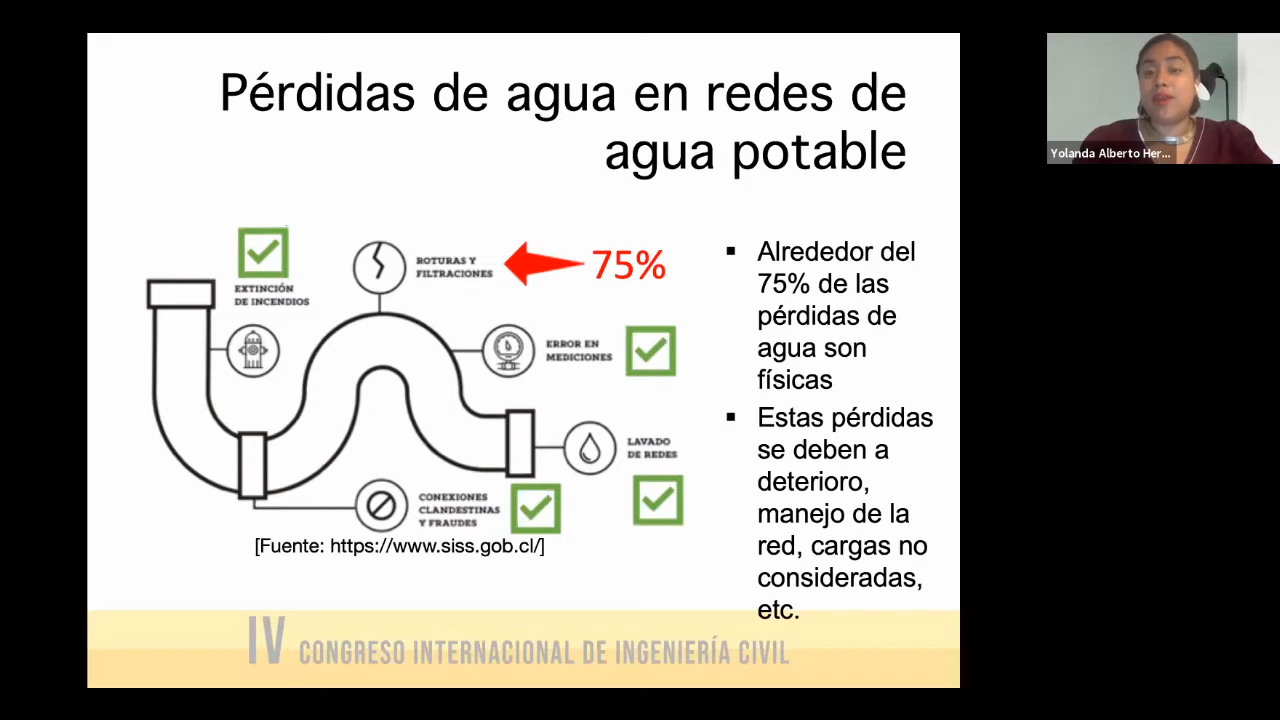 Pérdidas de agua en redes de
agua potable
EXTINCIÓN
DE INCENDIOS
ROTURAS Y
FILTRACIONES
75%
ERROR EN
MEDICIONES
LAVADO
DE REDES
CONEXIONES
CLANDESTINAS
Y FRAUDES
[Fuente: https://www.siss.gob.cl/]
▪ Alrededor del
75% de las
pérdidas de
agua son
físicas
▪ Estas pérdidas
se deben a
deterioro,
manejo de la
red, cargas no
consideradas,
etc.
IV CONGRESO INTERNACIONAL DE INGENIERÍA CIVIL
Yolanda Alberto Her...